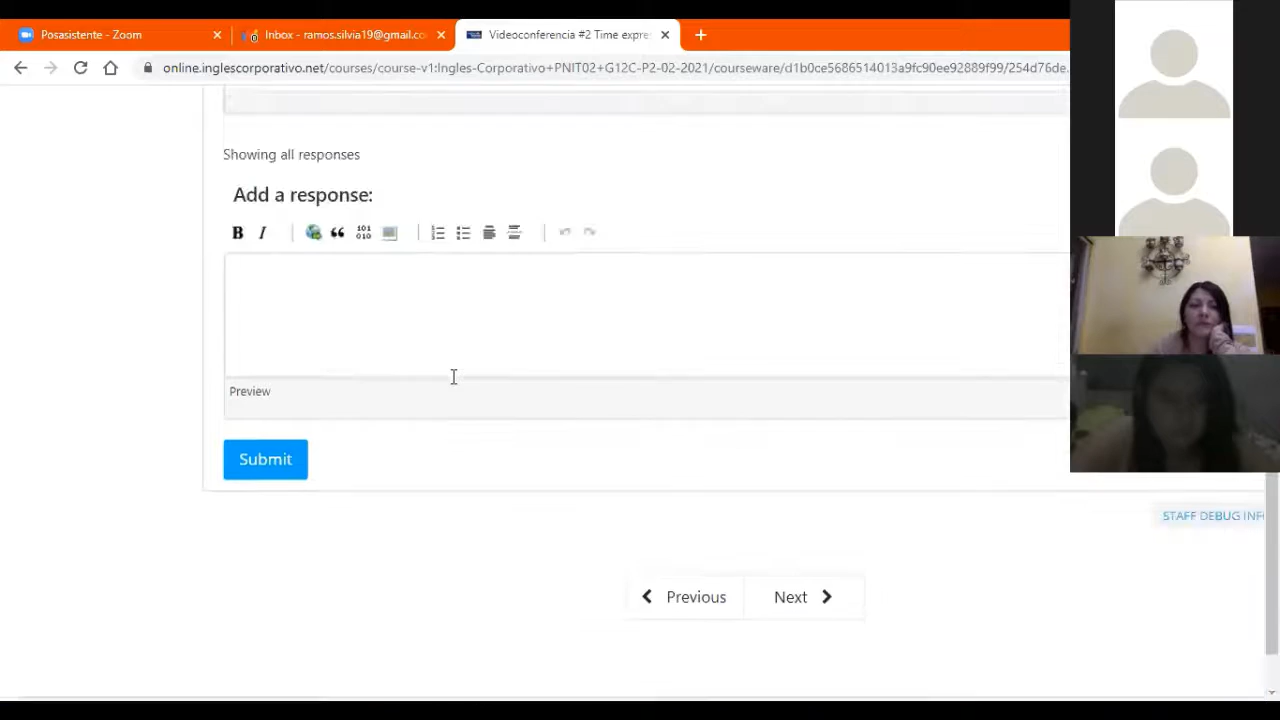 Posasistente - Zoom
Inbox - ramos.silvia19@gmail.co
Videoconferencia #2 Time expre
online.inglescorporativo.net/courses/course-v1:Ingles-Corporativo+PNIT02+G12C-P2-02-2021/courseware/d1b0ce5686514013a9fc90ee92889f99/254d76de.
Showing all responses
Add a response:
B I
Preview
Submit
STAFF DEBUG INF
Previous
Next